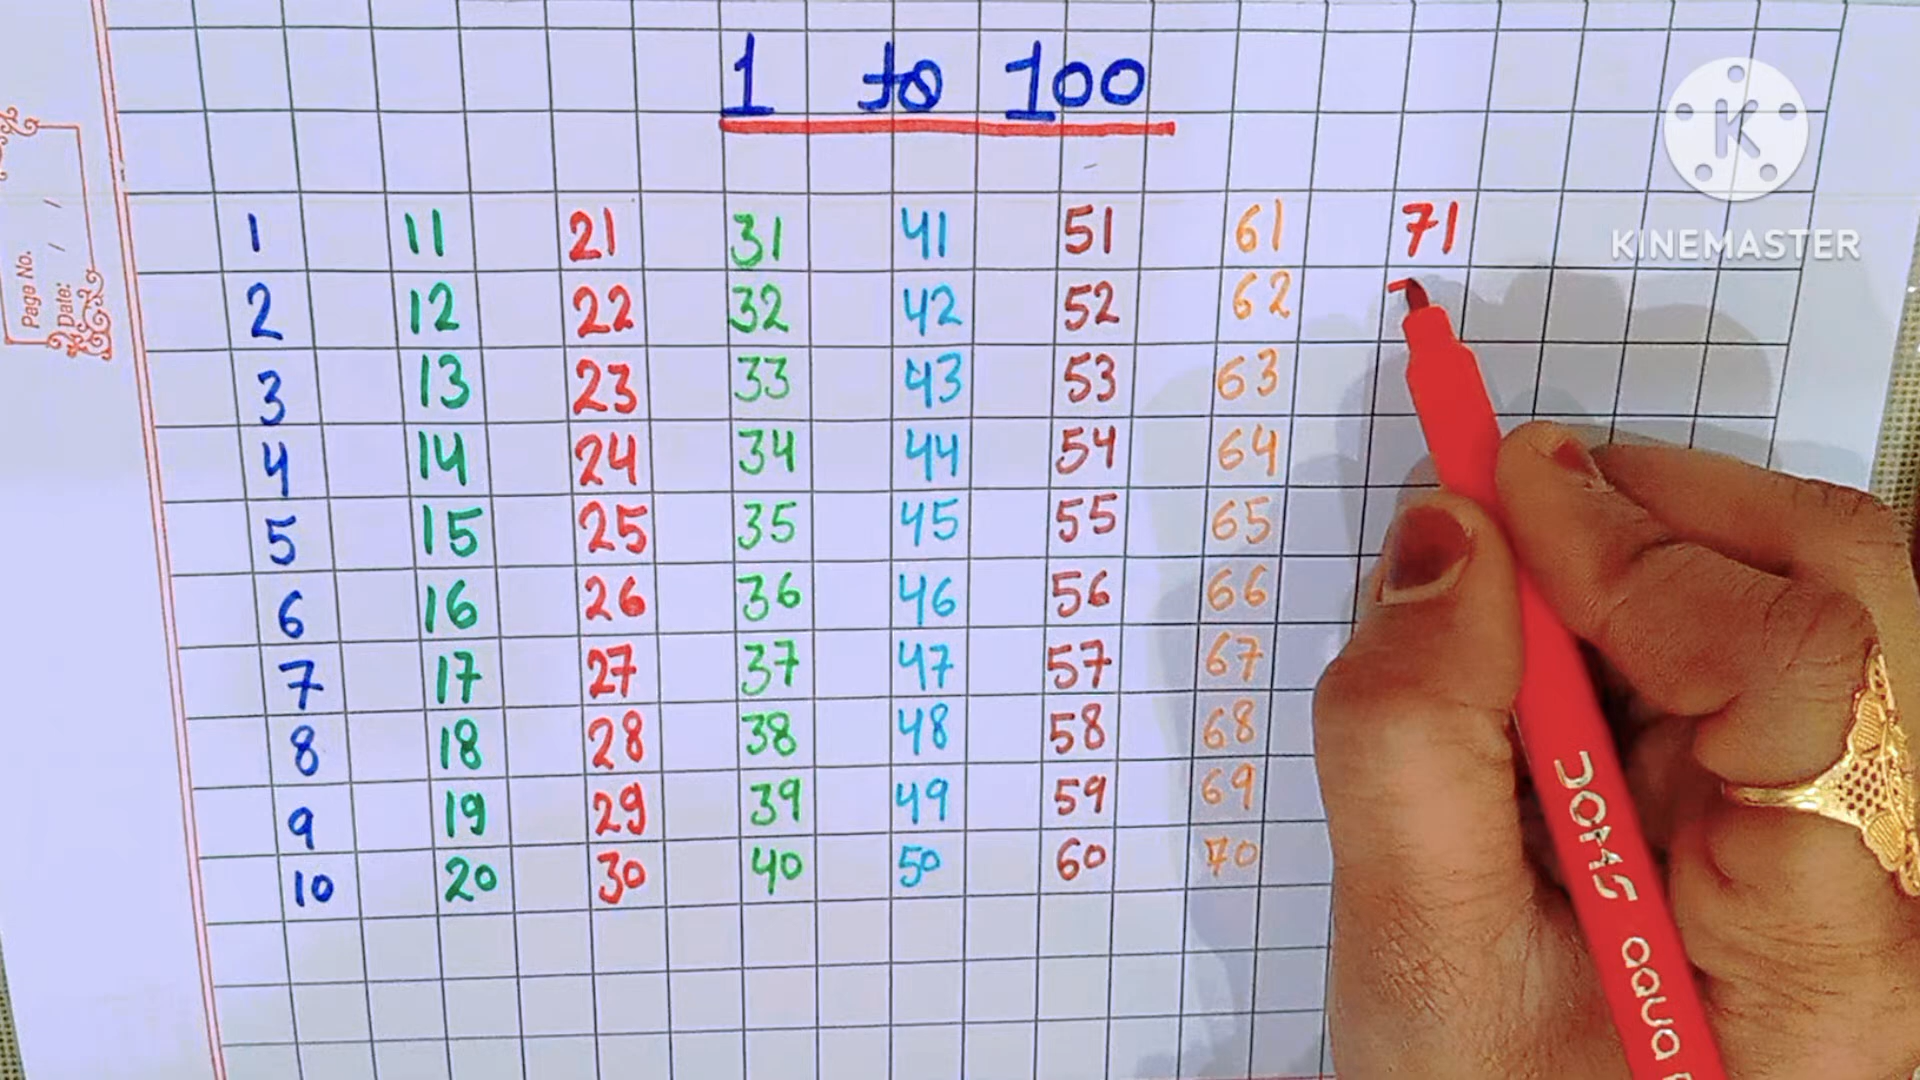 1 to 100
KINEMASTER
Page No.
Date: / /
1 11 21 31 41 51 61 71
2 12 22 32 42 52 62
3 13 23 33 43 53 63
4 14 24 34 44 54 64
5 15 25 35 45 55 65
6 16 26 36 46 56 66
7 17 27 37 47 57 67
8 18 28 38 48 58 68
9 19 29 39 49 59 69
10 20 30 40 50 60 70
DOMS AQUA